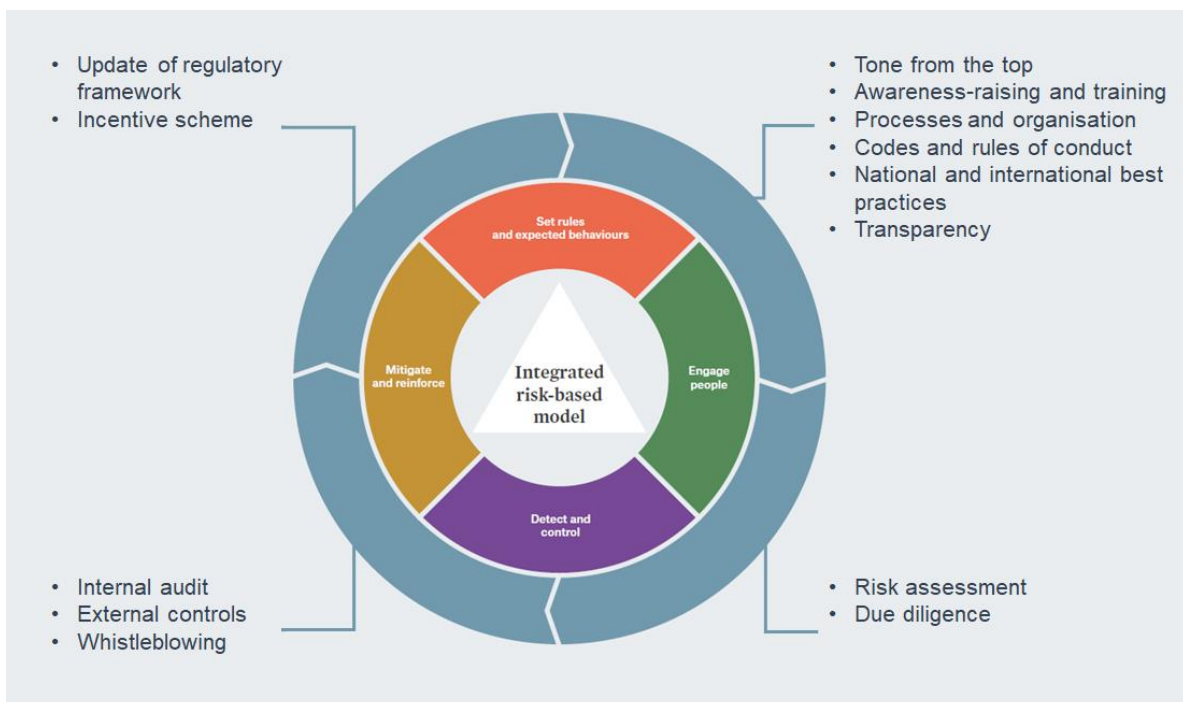 • Update of regulatory
framework
• Incentive scheme
• Tone from the top
• Awareness-raising and training
• Processes and organisation
• Codes and rules of conduct
• National and international best
practices
• Transparency
Set rules
and expected behaviours
Mitigate
and reinforce
Integrated
risk-based
model
Engage
people
Detect and
control
• Internal audit
• External controls
• Whistleblowing
• Risk assessment
• Due diligence